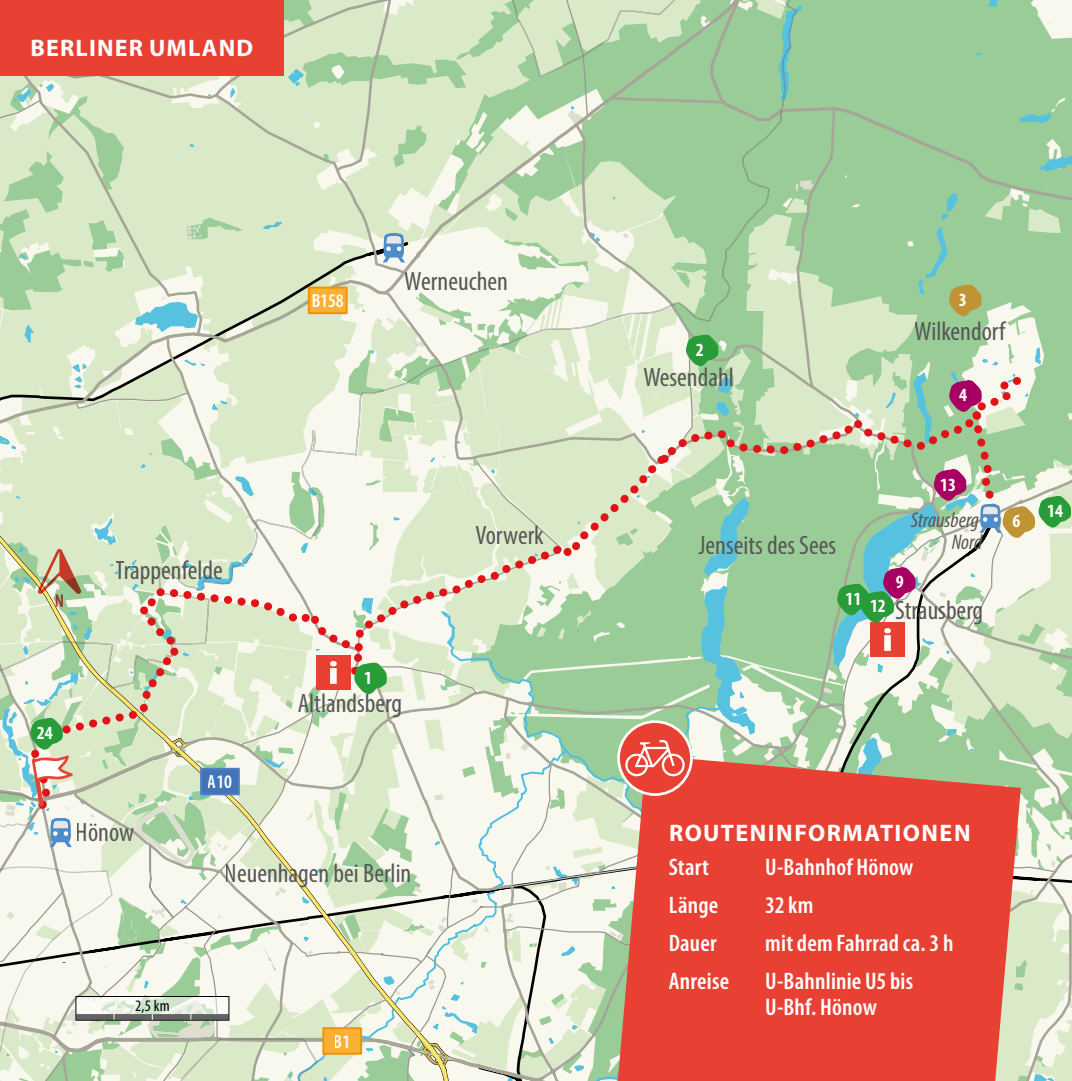 BERLINER UMLAND
Werneuchen
B158
3
Wilkendorf
2
Wesendahl
4
13
Strausberg
Nord
6
14
Vorwerk
Jenseits des Sees
Trappenfelde
N
9
11
12
Strausberg
i
i
1
Altlandsberg
24
A10
Hönow
Neuenhagen bei Berlin
2,5 km
B1
ROUTENINFORMATIONEN
Start U-Bahnhof Hönow
Länge 32 km
Dauer mit dem Fahrrad ca. 3 h
Anreise U-Bahnlinie U5 bis
U-Bhf. Hönow